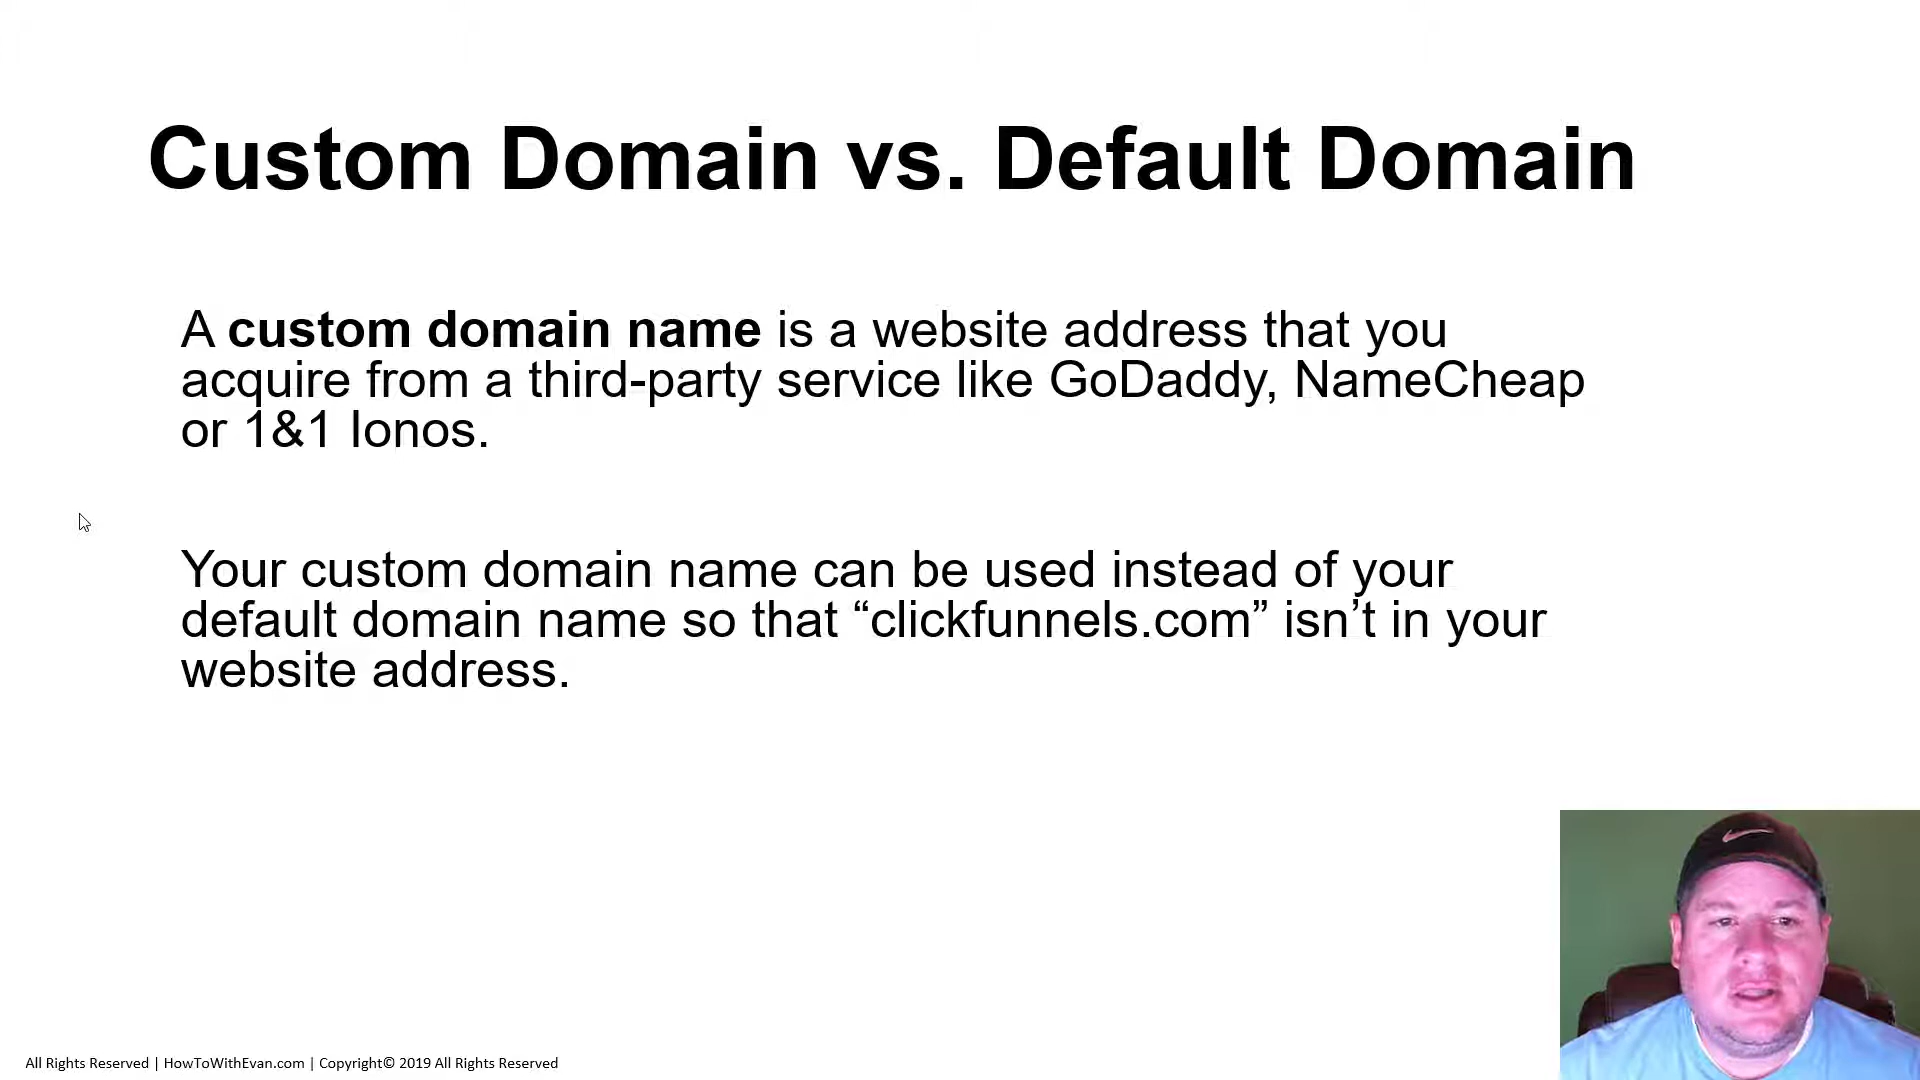 Custom Domain vs. Default Domain
A custom domain name is a website address that you
acquire from a third-party service like GoDaddy, NameCheap
or 1&1 Ionos.
Your custom domain name can be used instead of your
default domain name so that “clickfunnels.com” isn’t in your
website address.
All Rights Reserved | HowToWithEvan.com | Copyright© 2019 All Rights Reserved